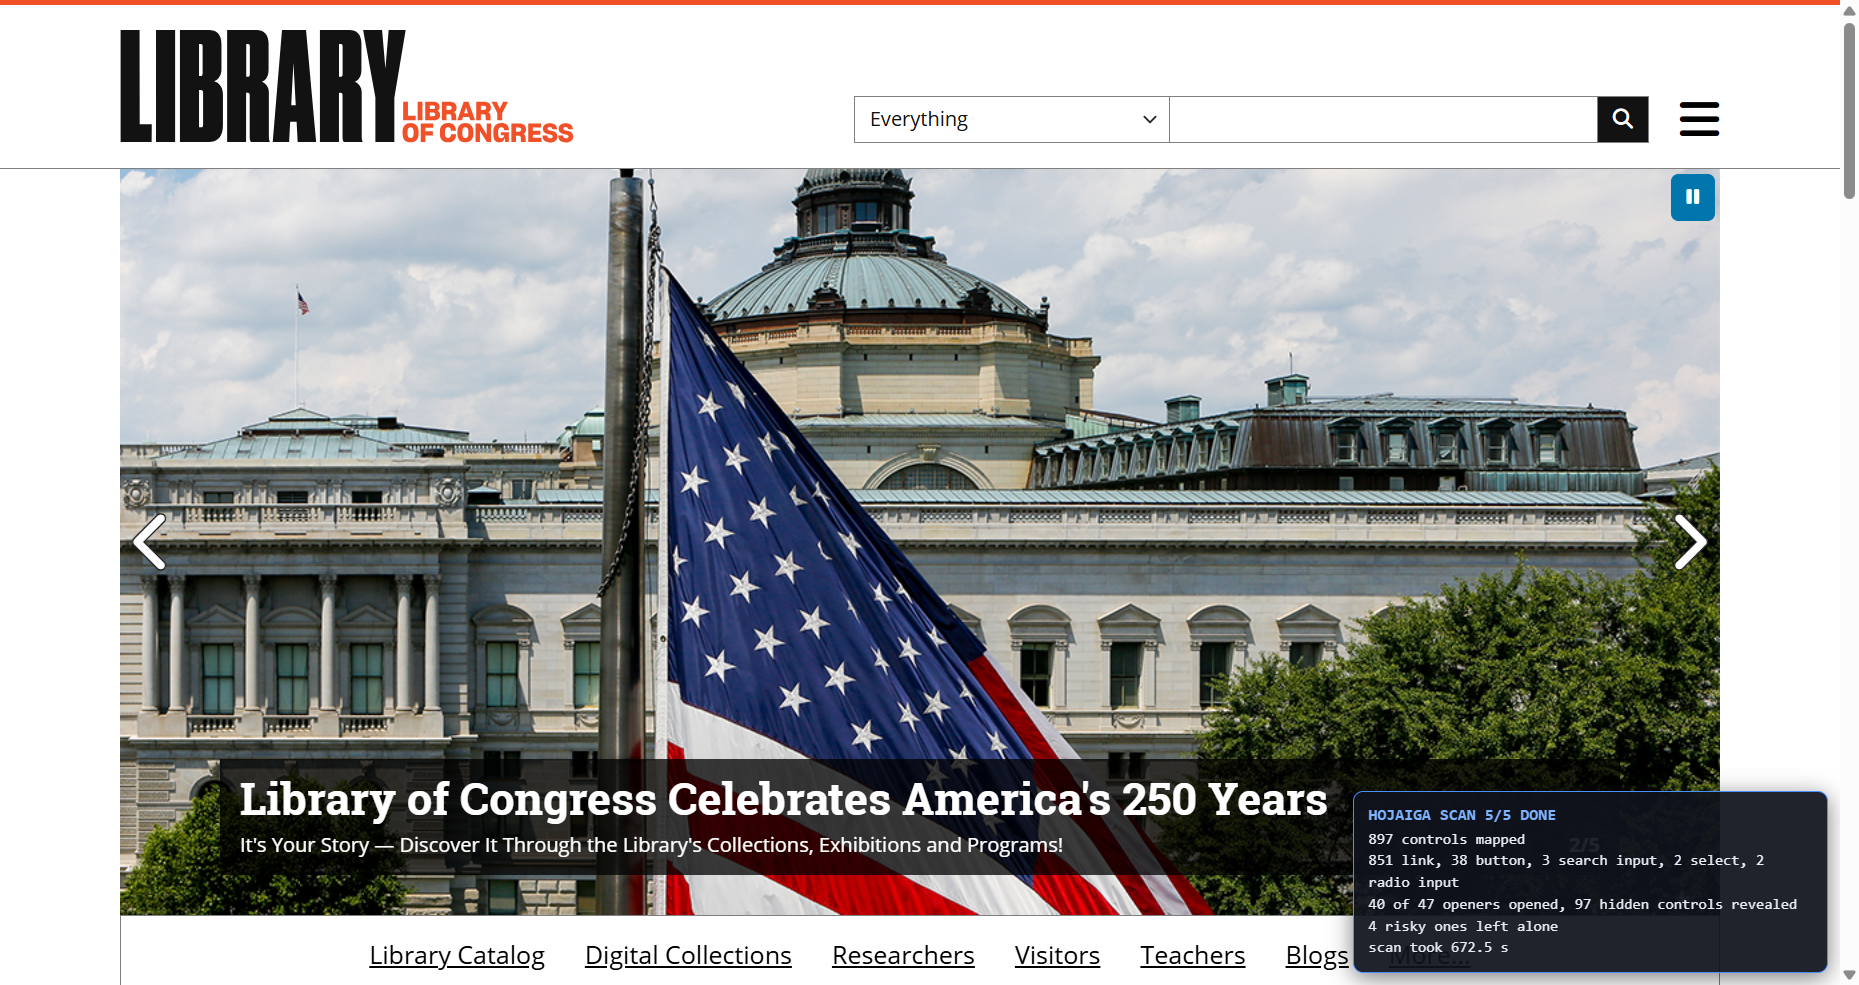 LIBRARY
LIBRARY
OF CONGRESS
Everything
Library of Congress Celebrates America's 250 Years
It's Your Story — Discover It Through the Library's Collections, Exhibitions and Programs!
2/5
HOJAIGA SCAN 5/5 DONE
897 controls mapped
851 link, 38 button, 3 search input, 2 select, 2
radio input
40 of 47 openers opened, 97 hidden controls revealed
4 risky ones left alone
scan took 672.5 s
Library Catalog
Digital Collections
Researchers
Visitors
Teachers
Blogs
More...